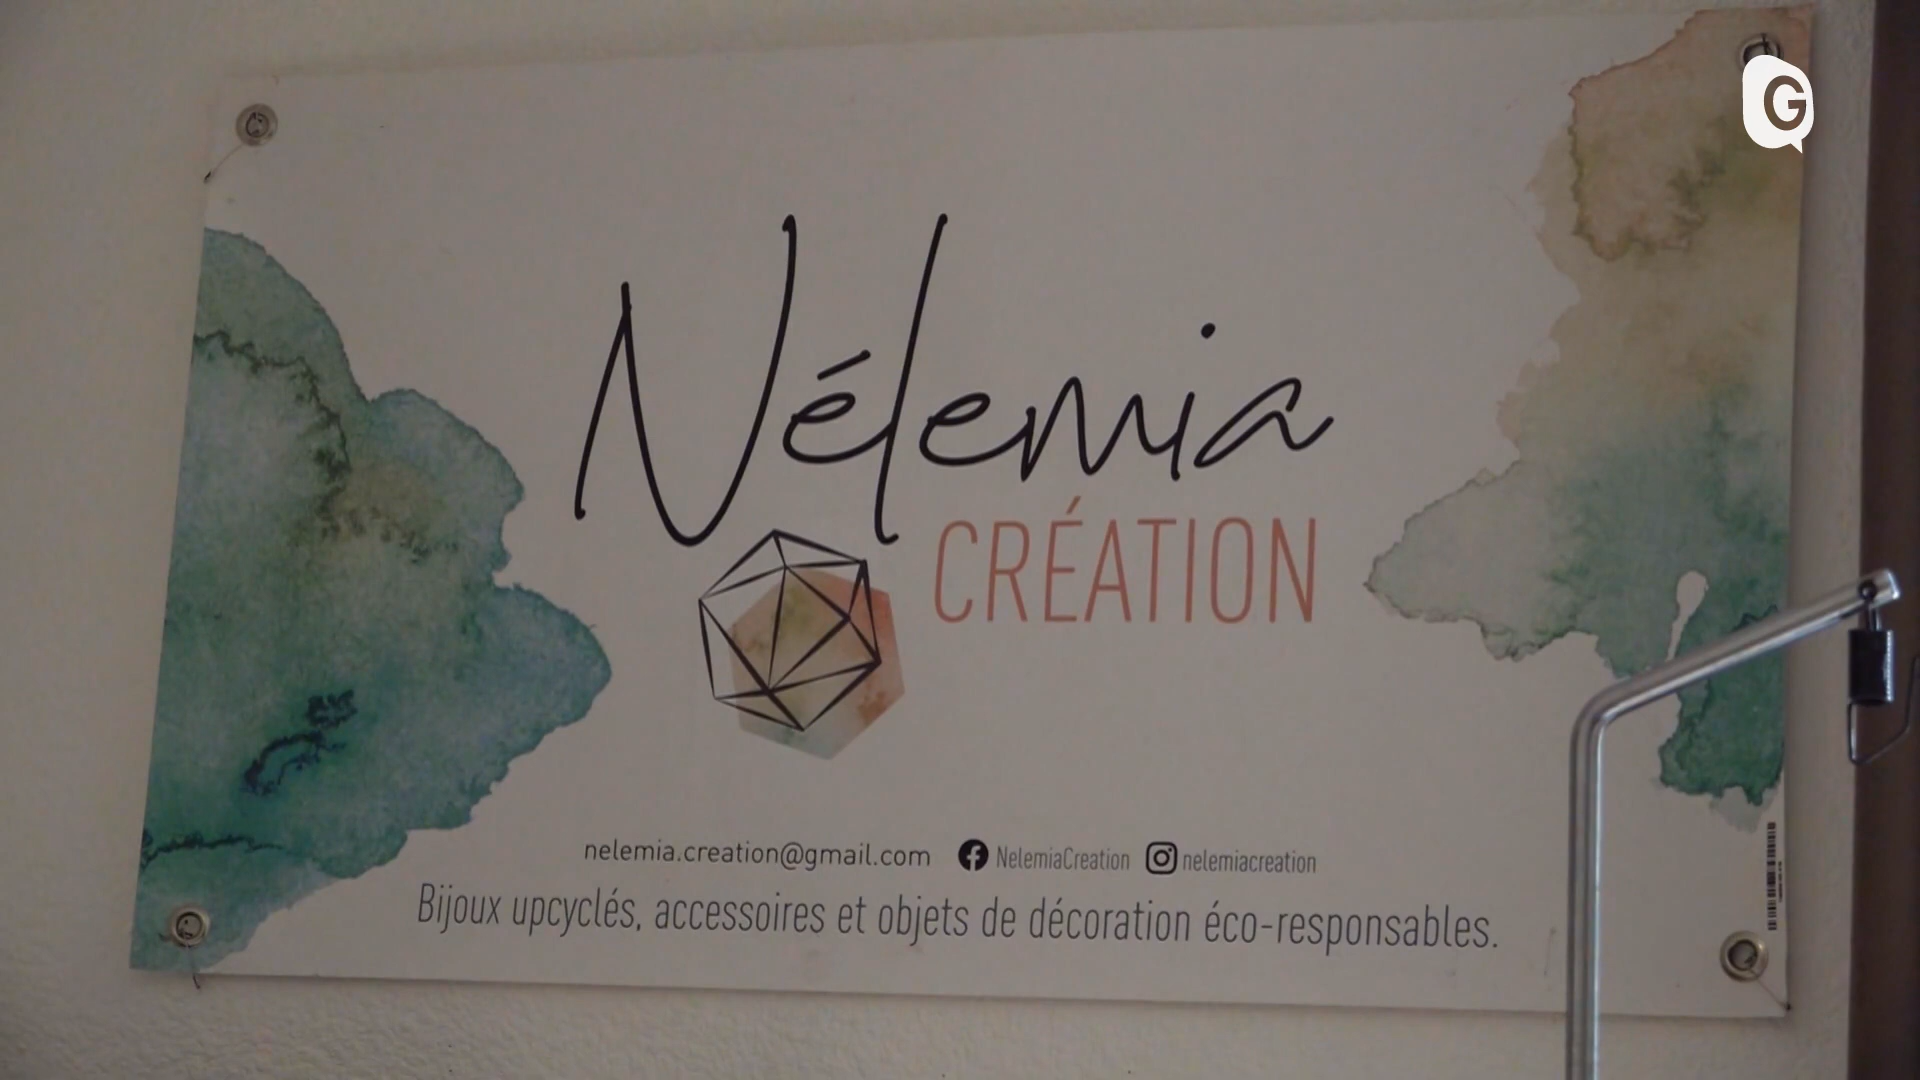 G
Nélemia
CRÉATION
nelemia.creation@gmail.com NelemiaCreation nelemiacreation
Bijoux upcyclés, accessoires et objets de décoration éco-responsables.